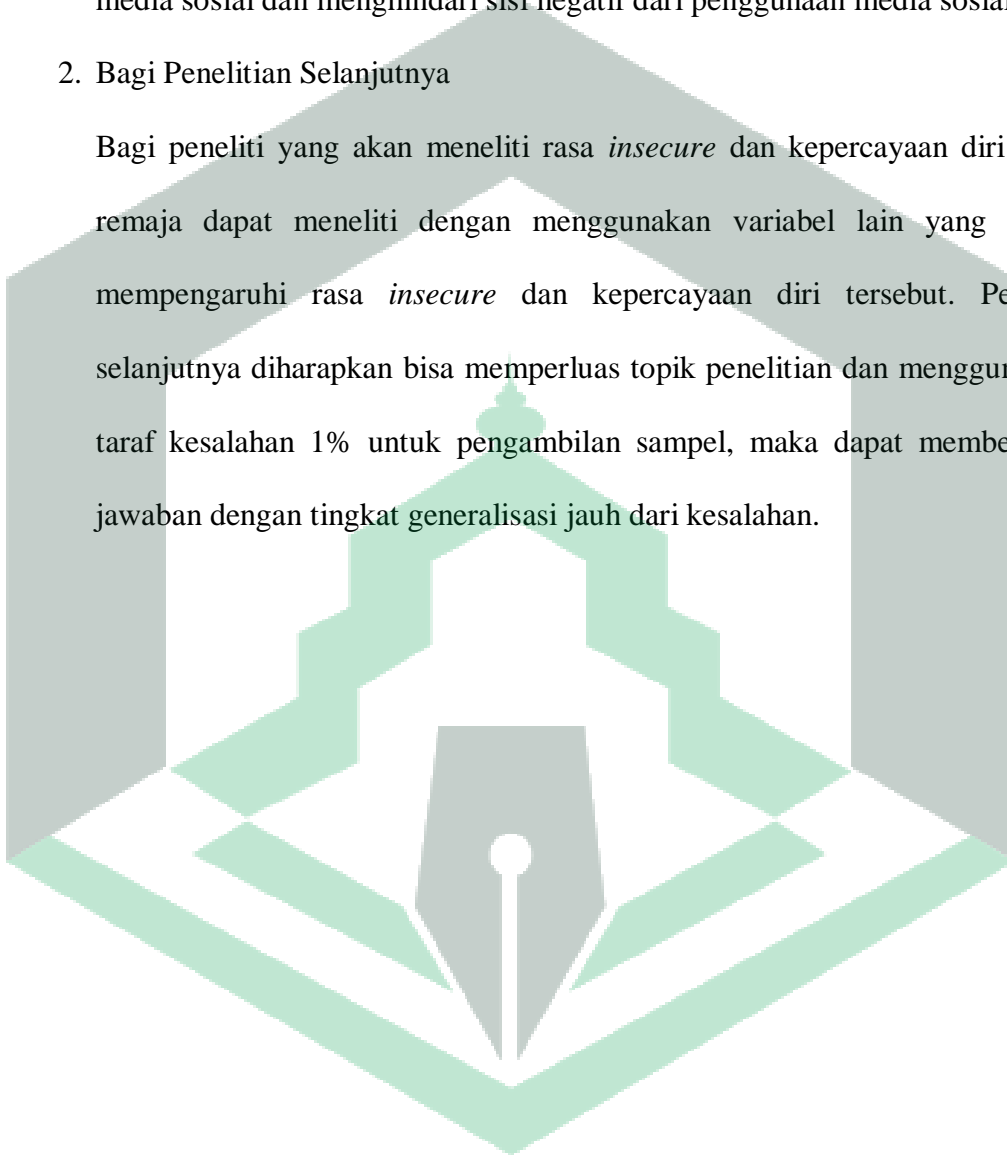 media sosial dan menghindari sisi negatif dari penggunaan media sosial
2. Bagi Penelitian Selanjutnya
Bagi peneliti yang akan meneliti rasa insecure dan kepercayaan diri
remaja dapat meneliti dengan menggunakan variabel lain yang
mempengaruhi rasa insecure dan kepercayaan diri tersebut.
selanjutnya diharapkan bisa memperluas topik penelitian dan
taraf kesalahan 1% untuk pengambilan sampel, maka dapat
jawaban dengan tingkat generalisasi jauh dari kesalahan.